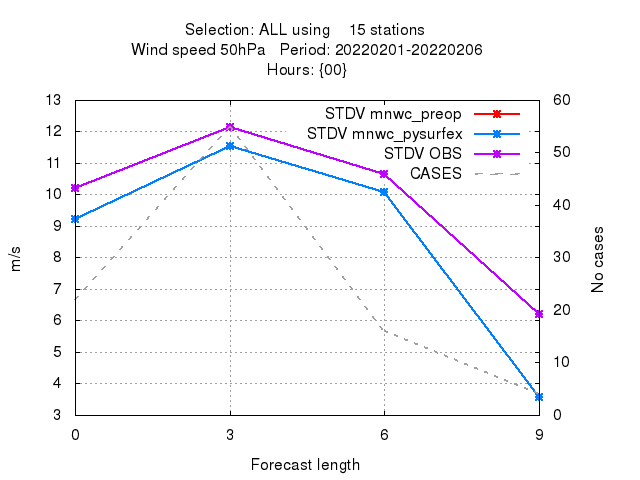 Selection: ALL using    15 stations
Wind speed 50hPa   Period: 20220201-20220206
Hours: {00}
STDV mnwc_preop
STDV mnwc_pysurfex
STDV OBS
CASES
13
12
11
10
9
8
7
6
5
4
3
60
50
40
30
20
10
0
m/s
No cases
0
3
6
9
Forecast length